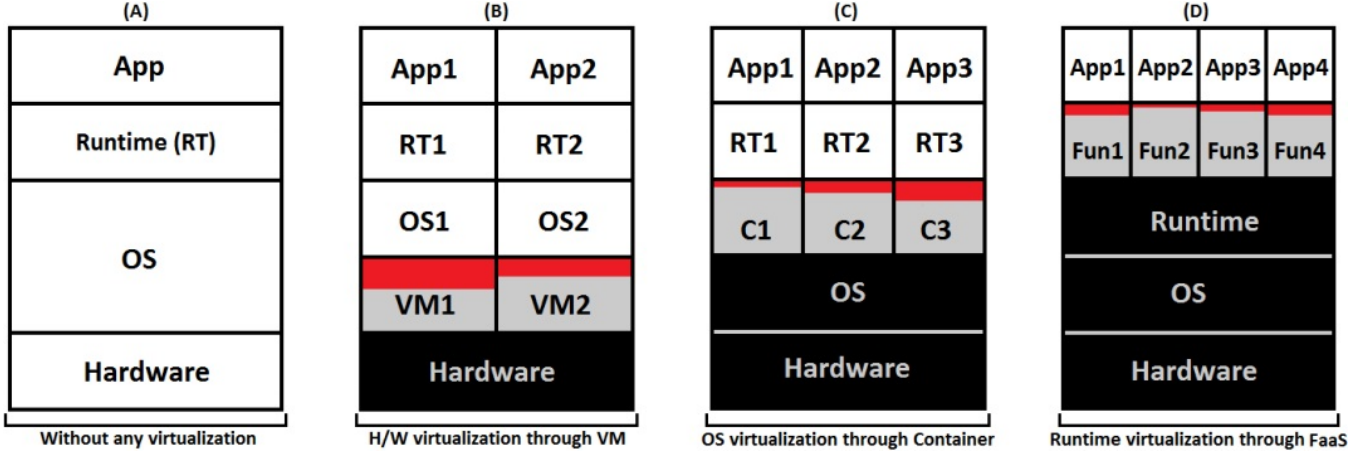 (A)
App
Runtime (RT)
OS
Hardware
Without any virtualization
(B)
App1 App2
RT1 RT2
OS1 OS2
VM1 VM2
Hardware
H/W virtualization through VM
(C)
App1 App2 App3
RT1 RT2 RT3
C1 C2 C3
OS
Hardware
OS virtualization through Container
(D)
App1 App2 App3 App4
Fun1 Fun2 Fun3 Fun4
Runtime
OS
Hardware
Runtime virtualization through FaaS